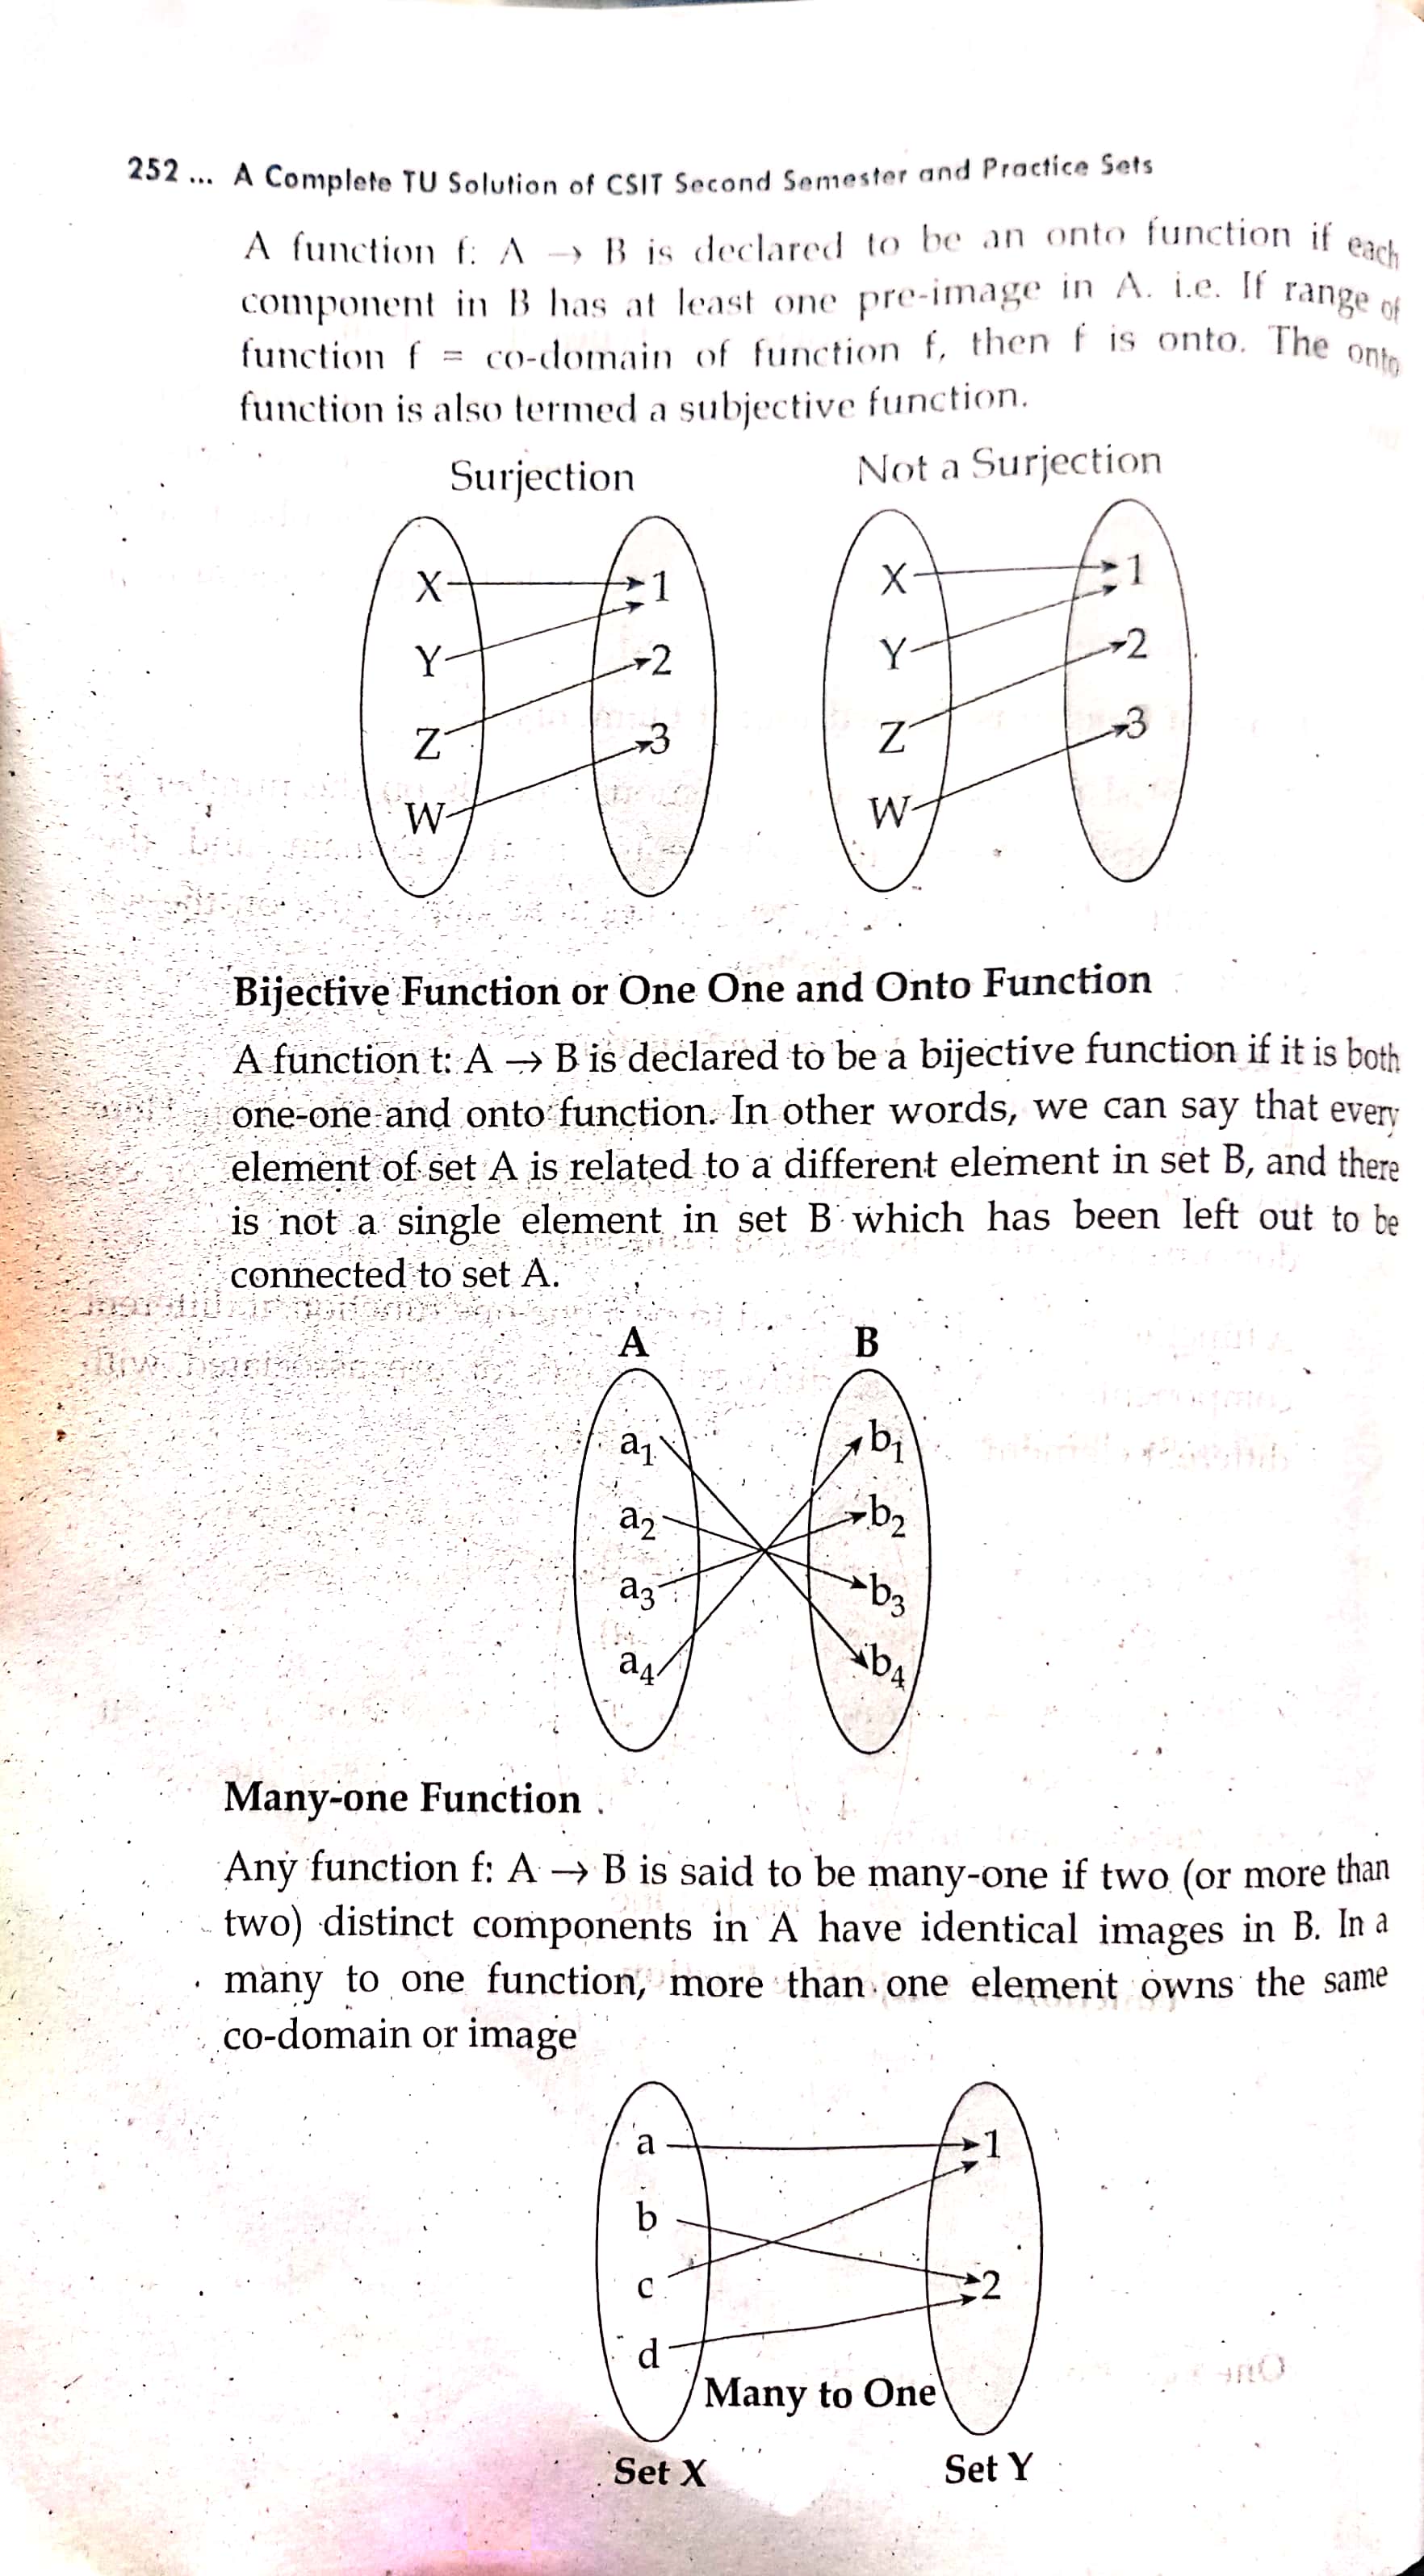 252 ... A Complete TU Solution of CSIT Second Semester and Practice Sets
A function f: A → B is declared to be an onto function if each
component in B has at least one pre-image in A. i.e. If range of
function f = co-domain of function f, then f is onto. The onto
function is also termed a subjective function.
Surjection Not a Surjection
X 1 X 1
Y 2 Y 2
Z 3 Z 3
W W
Bijective Function or One One and Onto Function
A function t: A → B is declared to be a bijective function if it is both
one-one and onto function. In other words, we can say that every
element of set A is related to a different element in set B, and there
is not a single element in set B which has been left out to be
connected to set A.
A B
a1 b1
a2 b2
a3 b3
a4 b4
Many-one Function
Any function f: A → B is said to be many-one if two (or more than
two) distinct components in A have identical images in B. In a
many to one function, more than one element owns the same
co-domain or image
a 1
b
c 2
d
Many to One
Set X Set Y